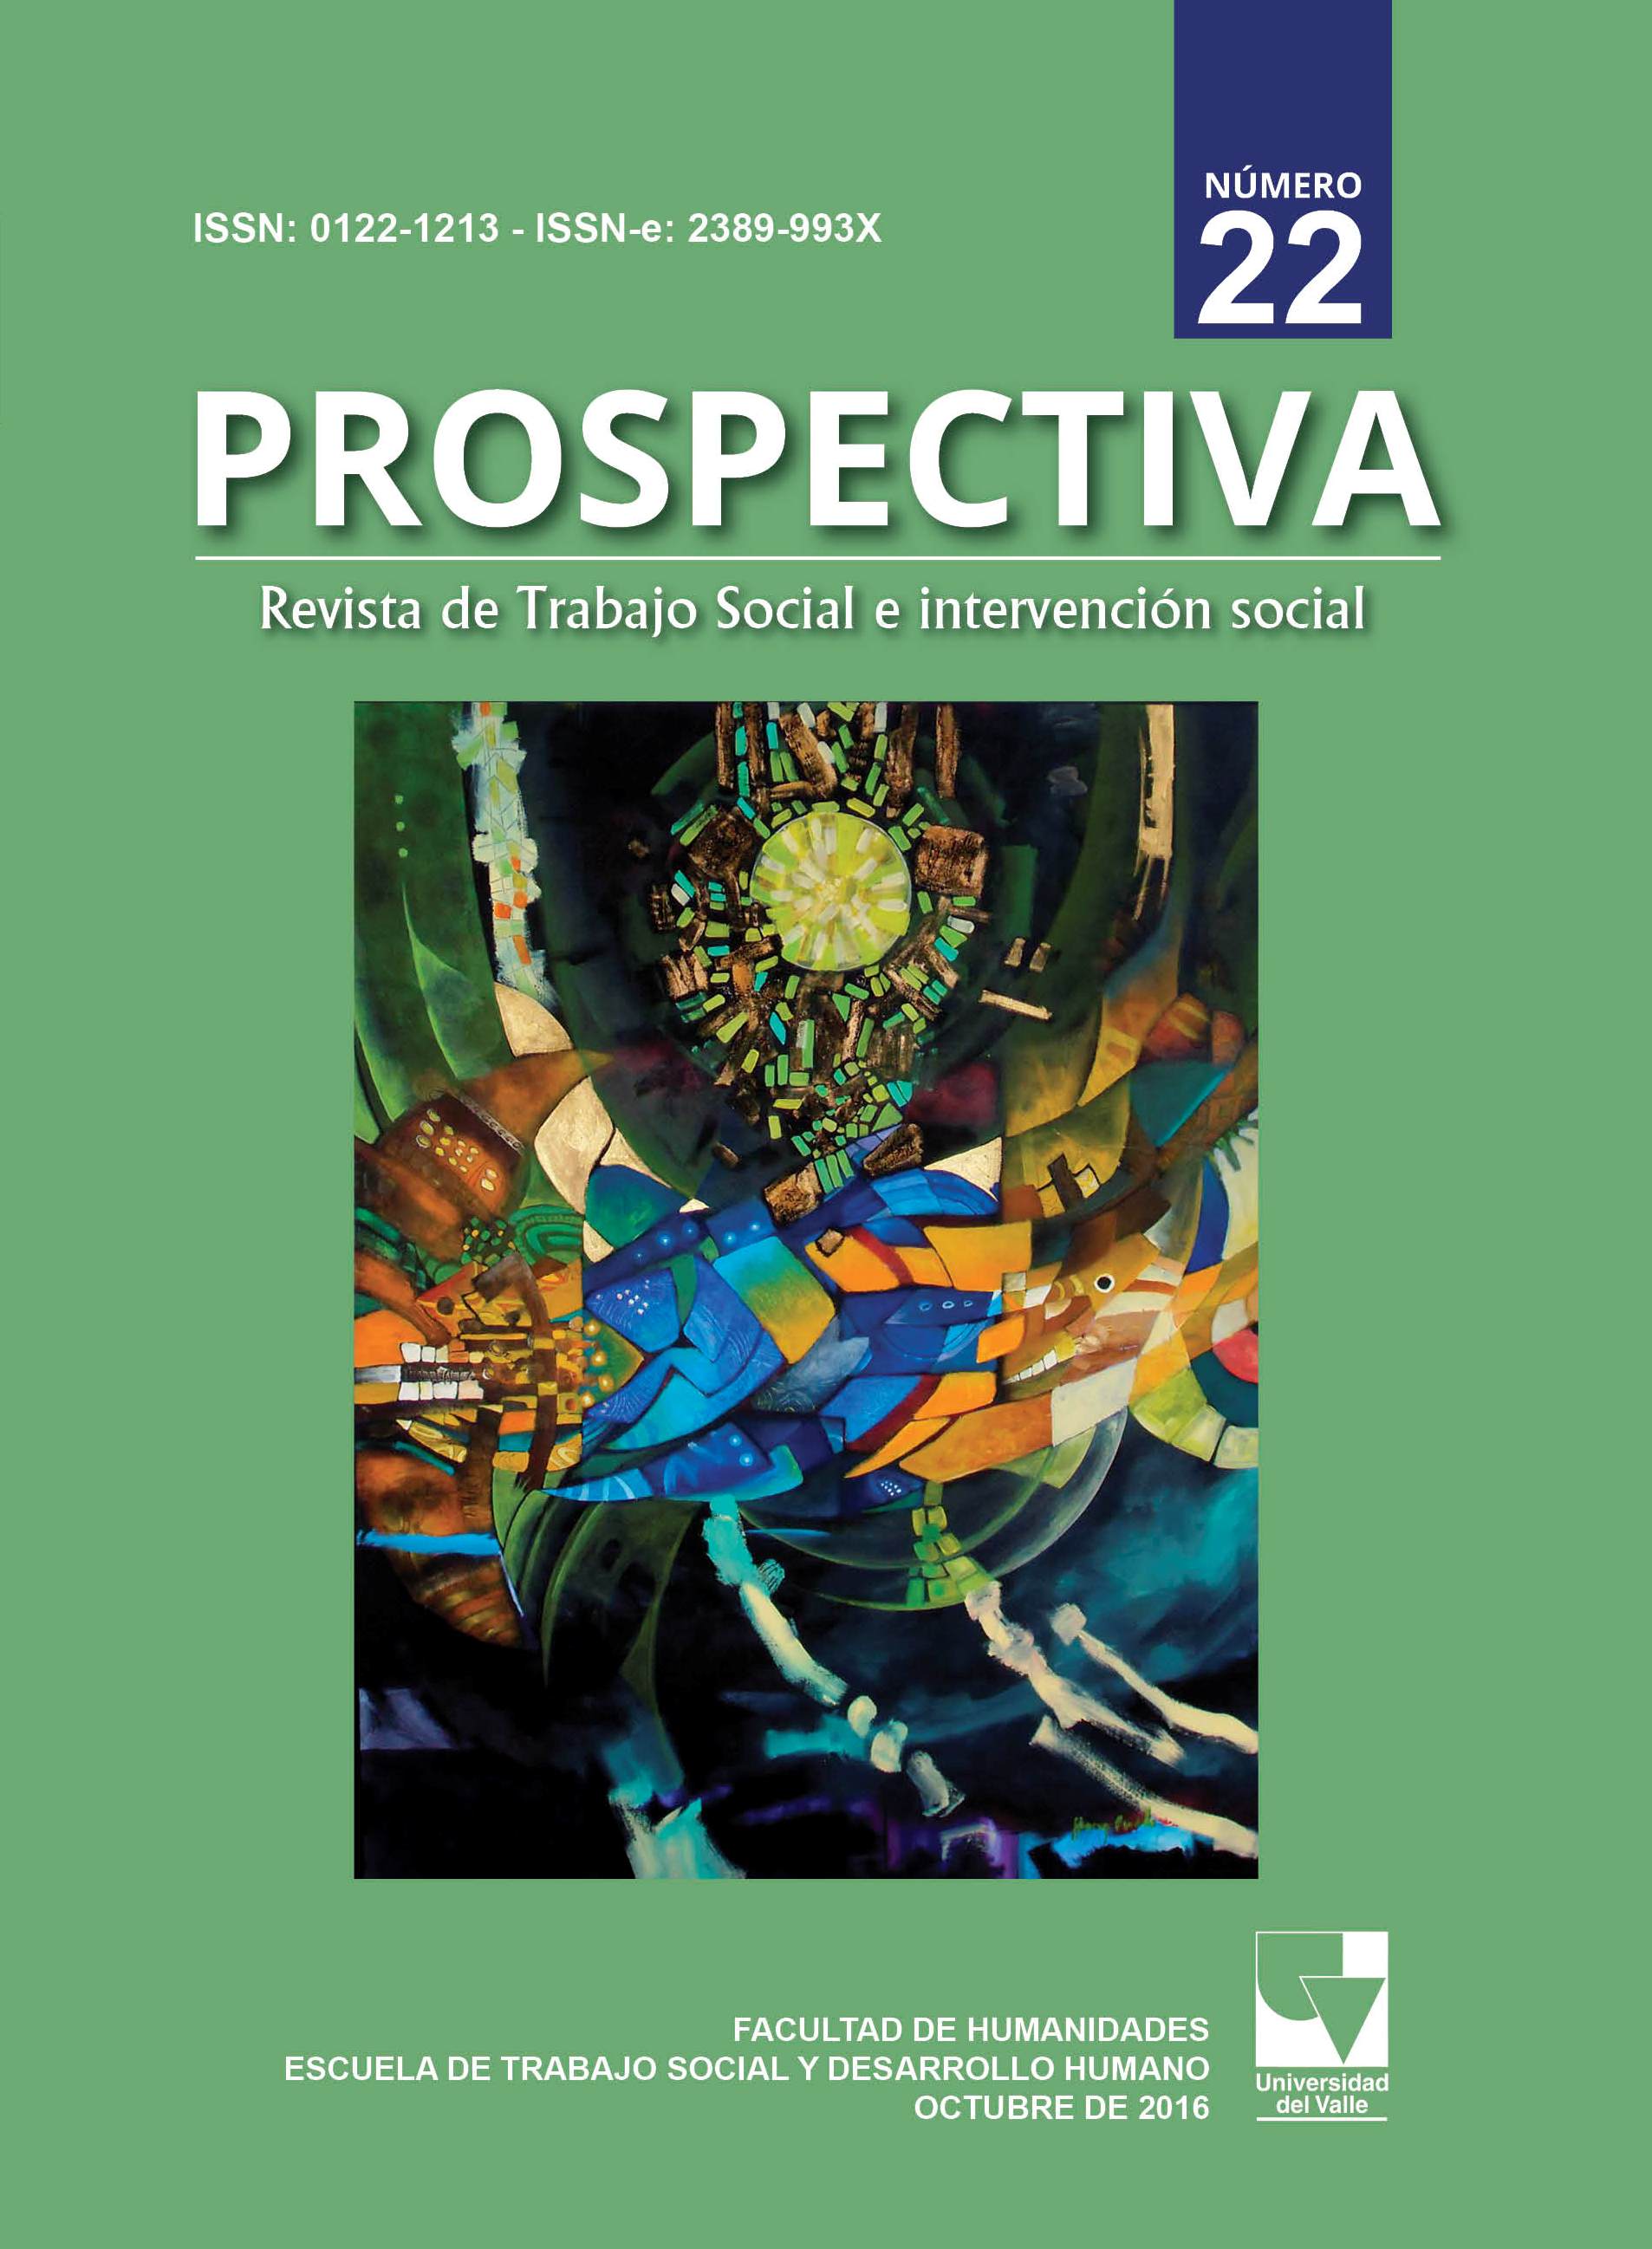 NÚMERO
22
ISSN: 0122-1213 - ISSN-e: 2389-993X
PROSPECTIVA
Revista de Trabajo Social e intervención social
FACULTAD DE HUMANIDADES
ESCUELA DE TRABAJO SOCIAL Y DESARROLLO HUMANO
OCTUBRE DE 2016
Universidad
del Valle